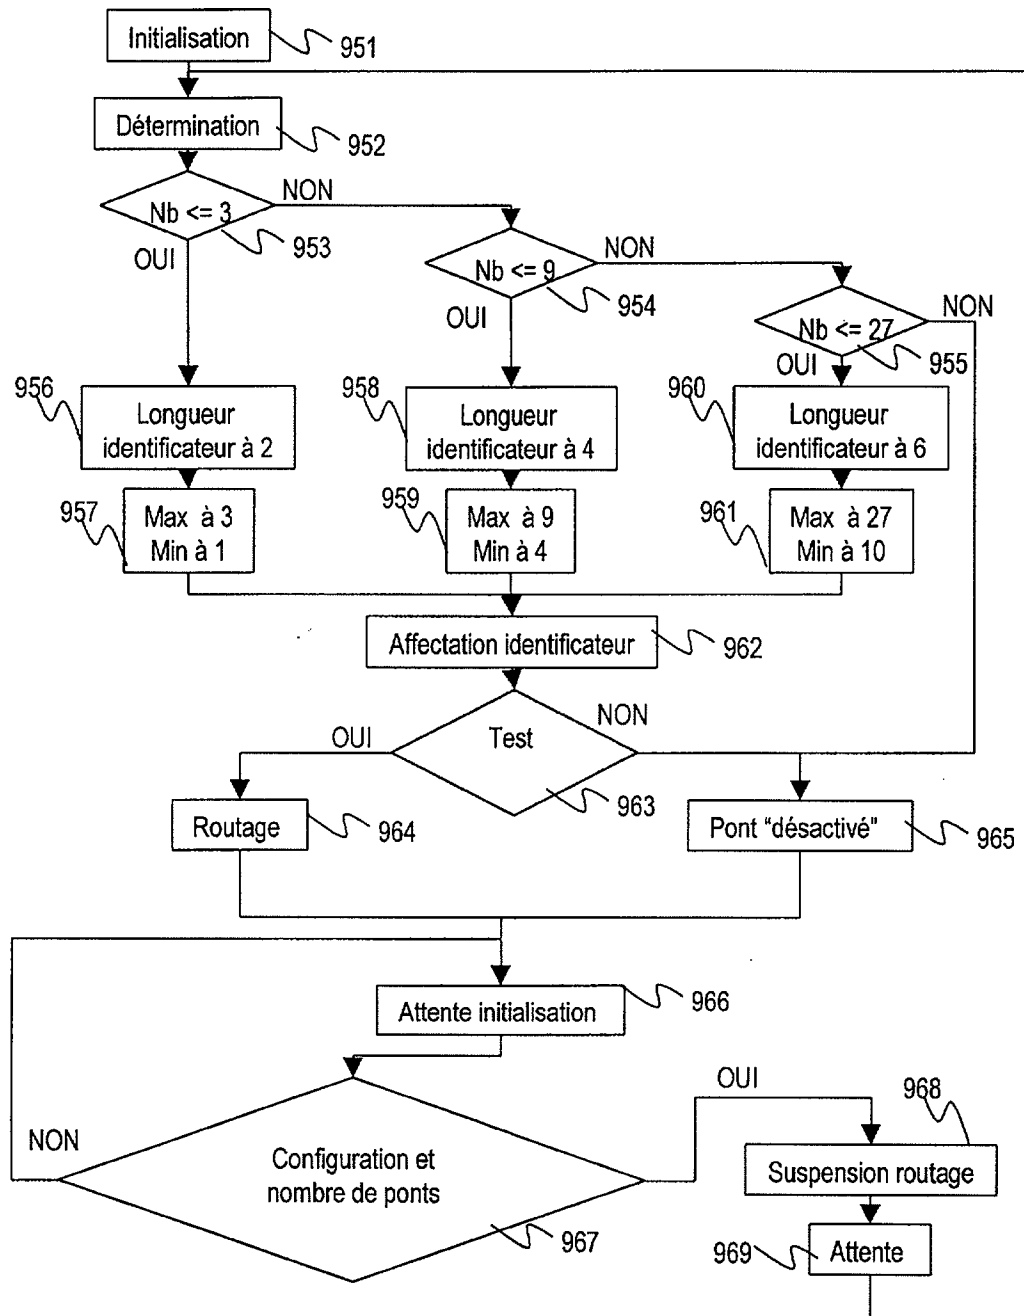 Initialisation
951
Détermination
952
Nb <= 3
953
NON
OUI
Nb <= 9
954
NON
OUI
Nb <= 27
955
NON
OUI
956
Longueur
identificateur à 2
958
Longueur
identificateur à 4
960
Longueur
identificateur à 6
957
Max à 3
Min à 1
959
Max à 9
Min à 4
961
Max à 27
Min à 10
Affectation identificateur
962
OUI
Test
NON
963
Routage
964
Pont “désactivé”
965
Attente initialisation
966
NON
Configuration et
nombre de ponts
967
OUI
968
Suspension routage
969
Attente